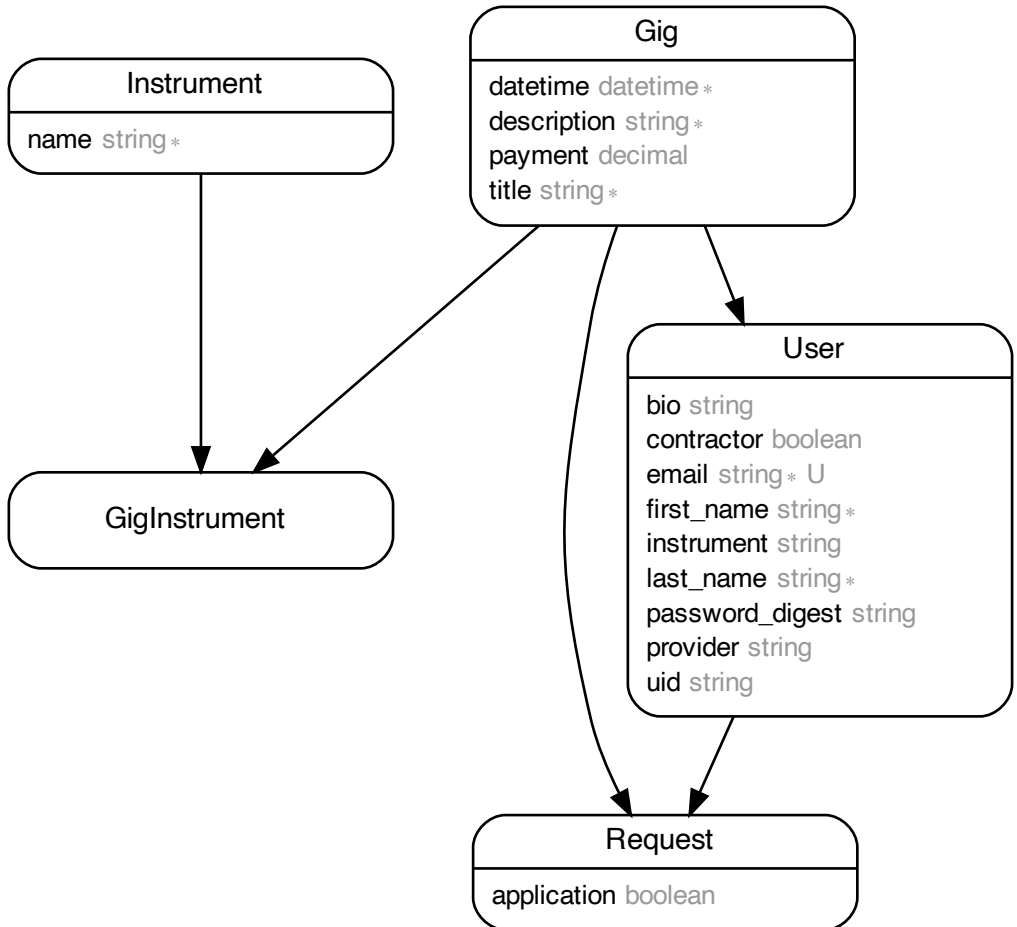 Instrument
name string*
Gig
datetime datetime*
description string*
payment decimal
title string*
User
bio string
contractor boolean
email string* U
first_name string*
instrument string
last_name string*
password_digest string
provider string
uid string
GigInstrument
Request
application boolean